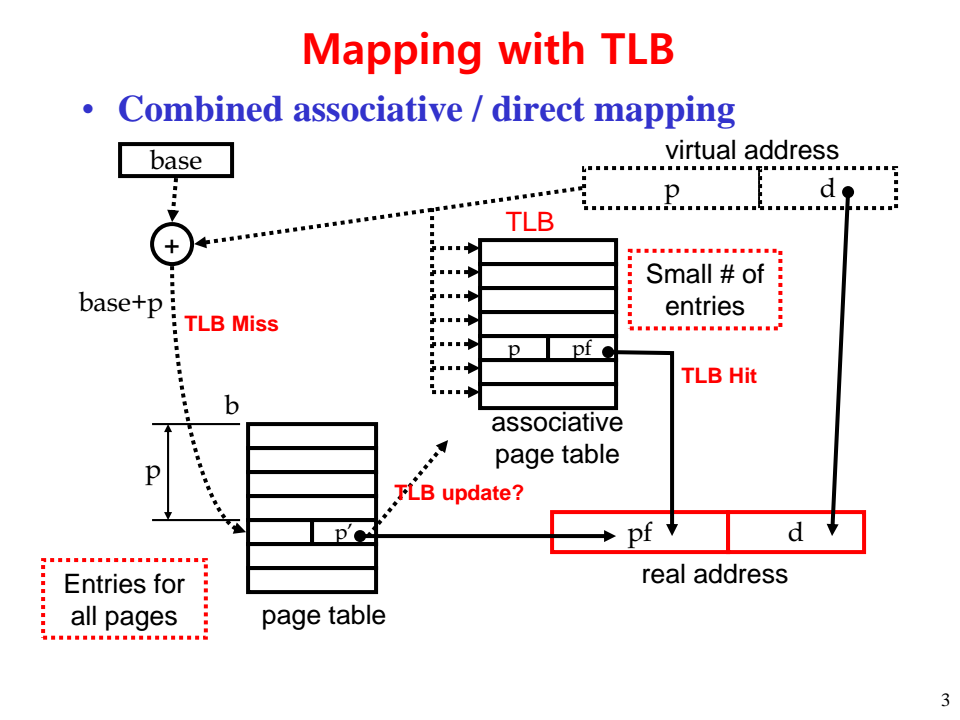 Mapping with TLB
• Combined associative / direct mapping
base
virtual address
p d
+
TLB
Small # of
entries
base+p
TLB Miss
p pf
TLB Hit
b
associative
page table
p
TLB update?
p’
pf d
real address
Entries for
all pages
page table
3